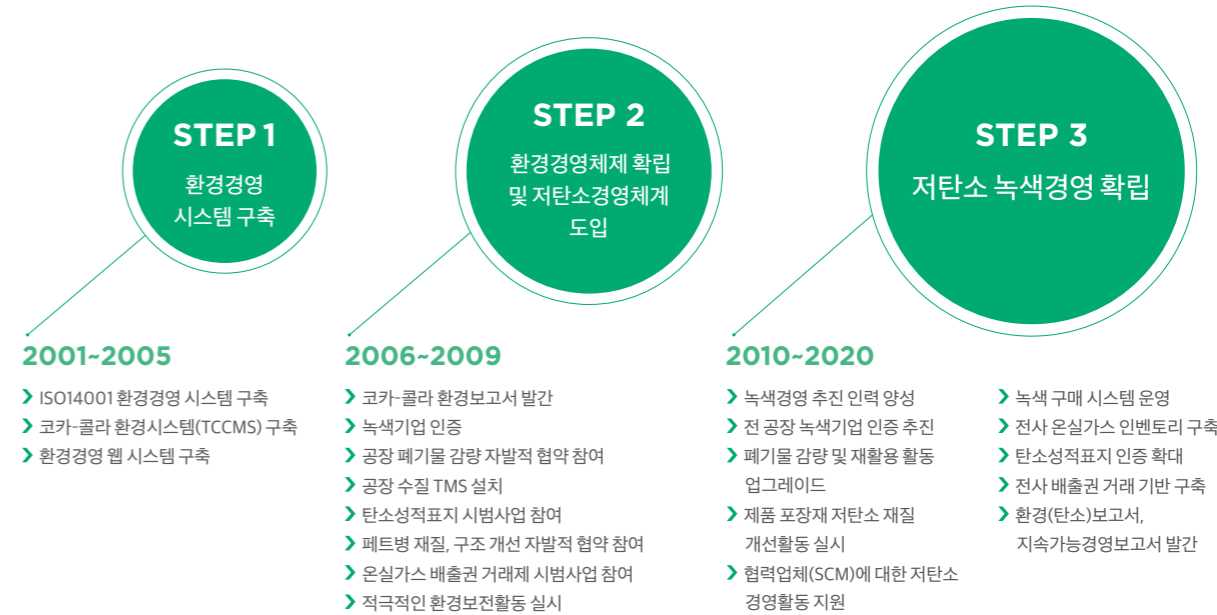 STEP 1
환경경영
시스템 구축
STEP 2
환경경영체제 확립
및 저탄소경영체계
도입
STEP 3
저탄소 녹색경영 확립
2001~2005
ISO14001 환경경영 시스템 구축
코카-콜라 환경시스템(TCCMS) 구축
환경경영 웹 시스템 구축
2006~2009
코카-콜라 환경보고서 발간
녹색기업 인증
공장 폐기물 감량 자발적 협약 참여
공장 수질 TMS 설치
탄소성적표지 시범사업 참여
페트병 재질, 구조 개선 자발적 협약 참여
온실가스 배출권 거래제 시범사업 참여
적극적인 환경보전활동 실시
2010~2020
녹색경영 추진 인력 양성
전 공장 녹색기업 인증 추진
폐기물 감량 및 재활용 활동
업그레이드
제품 포장재 저탄소 재질
개선활동 실시
협력업체(SCM)에 대한 저탄소
경영활동 지원
녹색 구매 시스템 운영
전사 온실가스 인벤토리 구축
탄소성적표지 인증 확대
전사 배출권 거래 기반 구축
환경(탄소)보고서,
지속가능경영보고서 발간